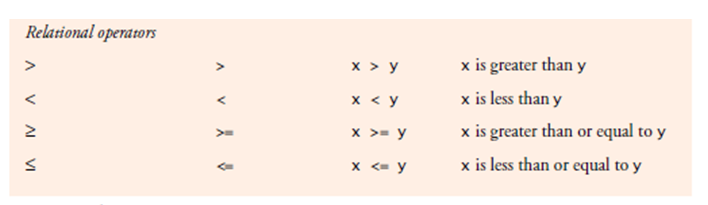 Relational operators
> > x > y x is greater than y
< < x < y x is less than y
≥ >= x >= y x is greater than or equal to y
≤ <= x <= y x is less than or equal to y